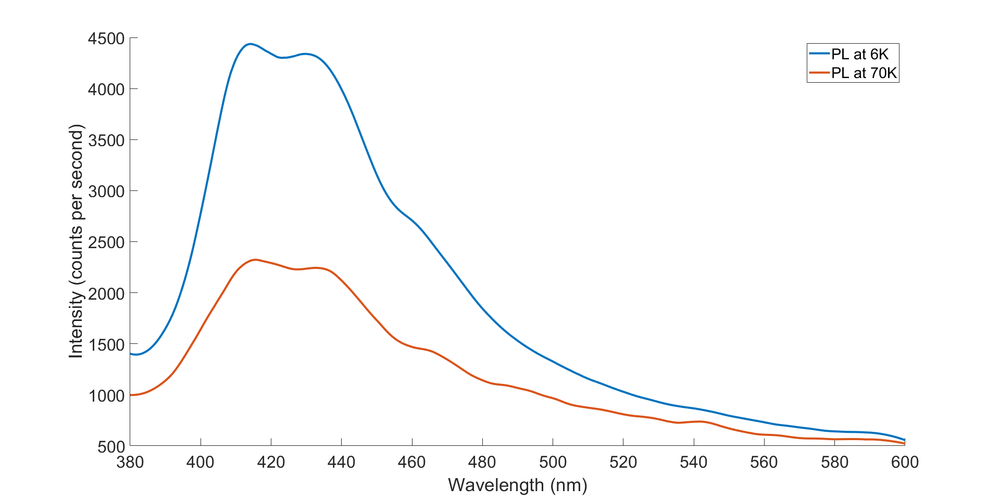 Intensity (counts per second)
4500
4000
3500
3000
2500
2000
1500
1000
500
PL at 6K
PL at 70K
380 400 420 440 460 480 500 520 540 560 580 600
Wavelength (nm)